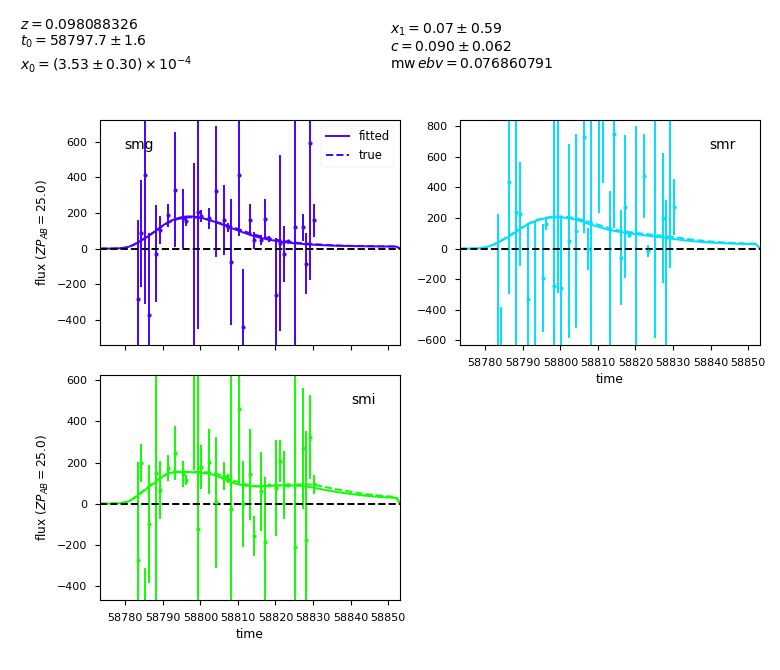 z = 0.098088326
t₀ = 58797.7 ± 1.6
x₀ = (3.53 ± 0.30) × 10⁻⁴
x₁ = 0.07 ± 0.59
c = 0.090 ± 0.062
mw ebv = 0.076860791
smg
fitted
true
600
400
200
0
−200
−400
flux (ZP_AB = 25.0)
smr
800
600
400
200
0
−200
−400
−600
58780 58790 58800 58810 58820 58830 58840 58850
time
smi
600
400
200
0
−200
−400
flux (ZP_AB = 25.0)
58780 58790 58800 58810 58820 58830 58840 58850
time